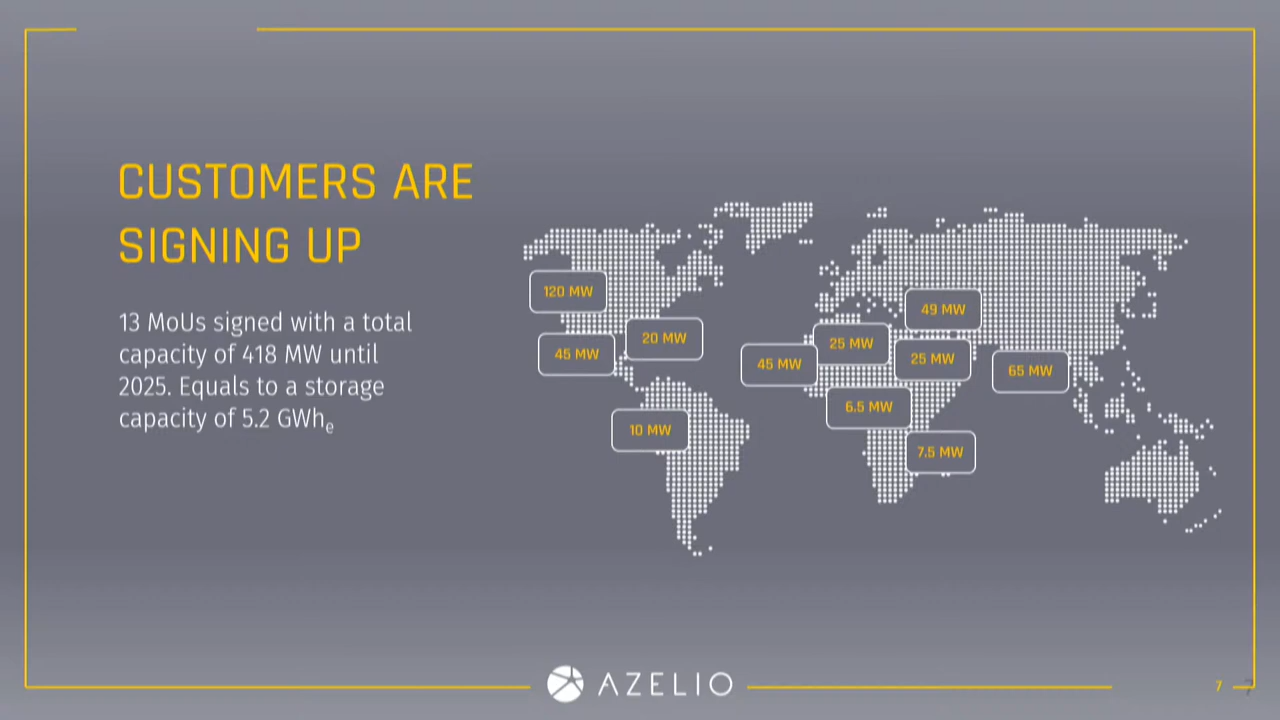 CUSTOMERS ARE
SIGNING UP
13 MoUs signed with a total
capacity of 418 MW until
2025. Equals to a storage
capacity of 5.2 GWhe
120 MW
49 MW
20 MW
25 MW
45 MW
25 MW
45 MW
65 MW
6.5 MW
10 MW
7.5 MW
AZELIO
7
7